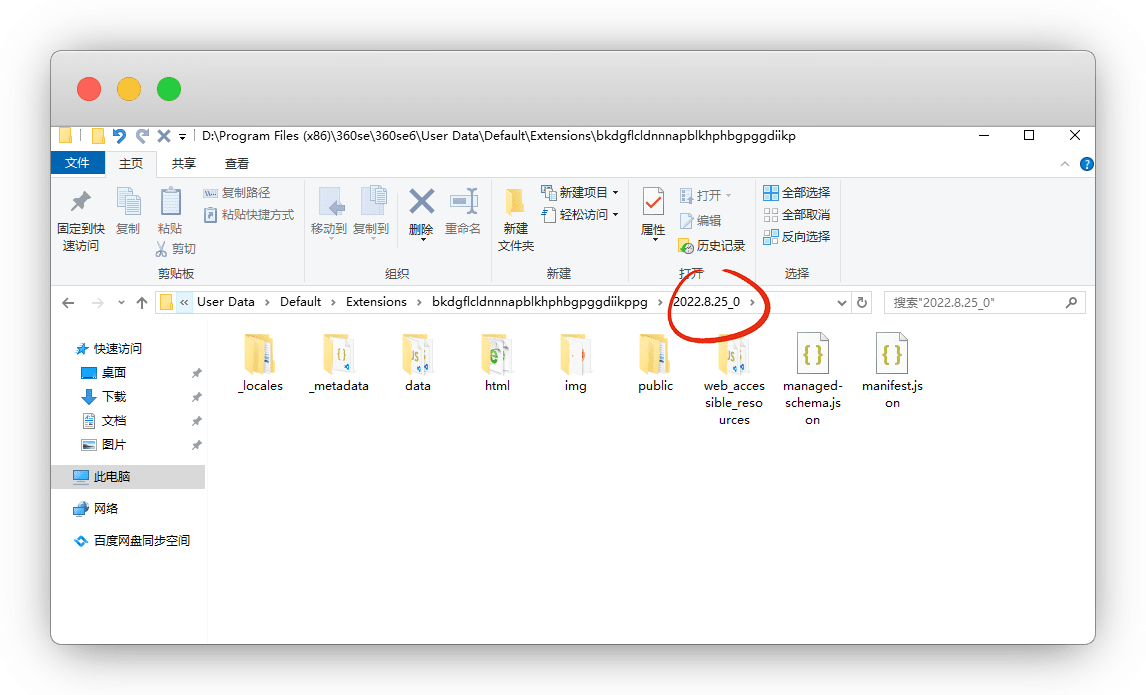 D:\Program Files (x86)\360se\360se6\User Data\Default\Extensions\bkdgflcldnnnapblkhphbgpggdiikp
文件 主页 共享 查看
固定到快
速访问
复制
粘贴
复制路径
粘贴快捷方式
剪切
剪贴板
移动到
复制到
删除
重命名
组织
新建
文件夹
新建项目
轻松访问
新建
属性
打开
编辑
历史记录
打开
全部选择
全部取消
反向选择
选择
« User Data › Default › Extensions › bkdgflcldnnnapblkhphbgpggdiikppg › 2022.8.25_0 ›
搜索"2022.8.25_0"
快速访问
桌面
下载
文档
图片
此电脑
网络
百度网盘同步空间
_locales
_metadata
data
html
img
public
web_acces
sible_reso
urces
managed-
schema.js
on
manifest.js
on